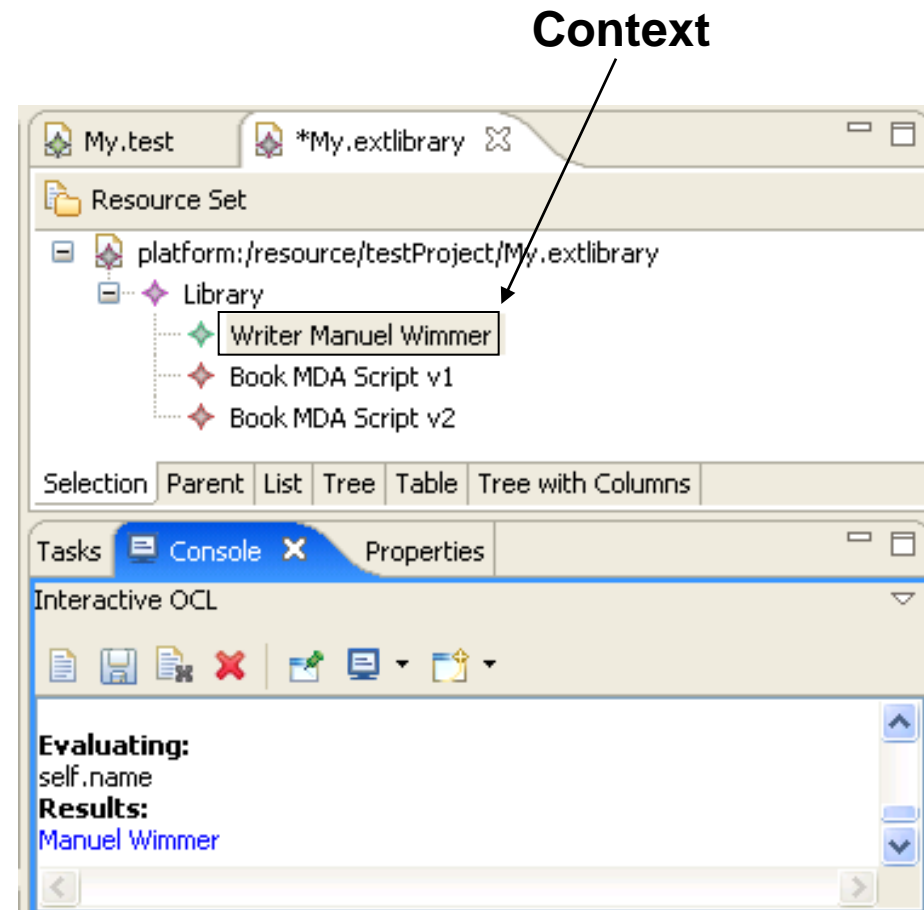 Context
My.test *My.extlibrary
Resource Set
platform:/resource/testProject/My.extlibrary
Library
Writer Manuel Wimmer
Book MDA Script v1
Book MDA Script v2
Selection Parent List Tree Table Tree with Columns
Tasks Console Properties
Interactive OCL
Evaluating:
self.name
Results:
Manuel Wimmer